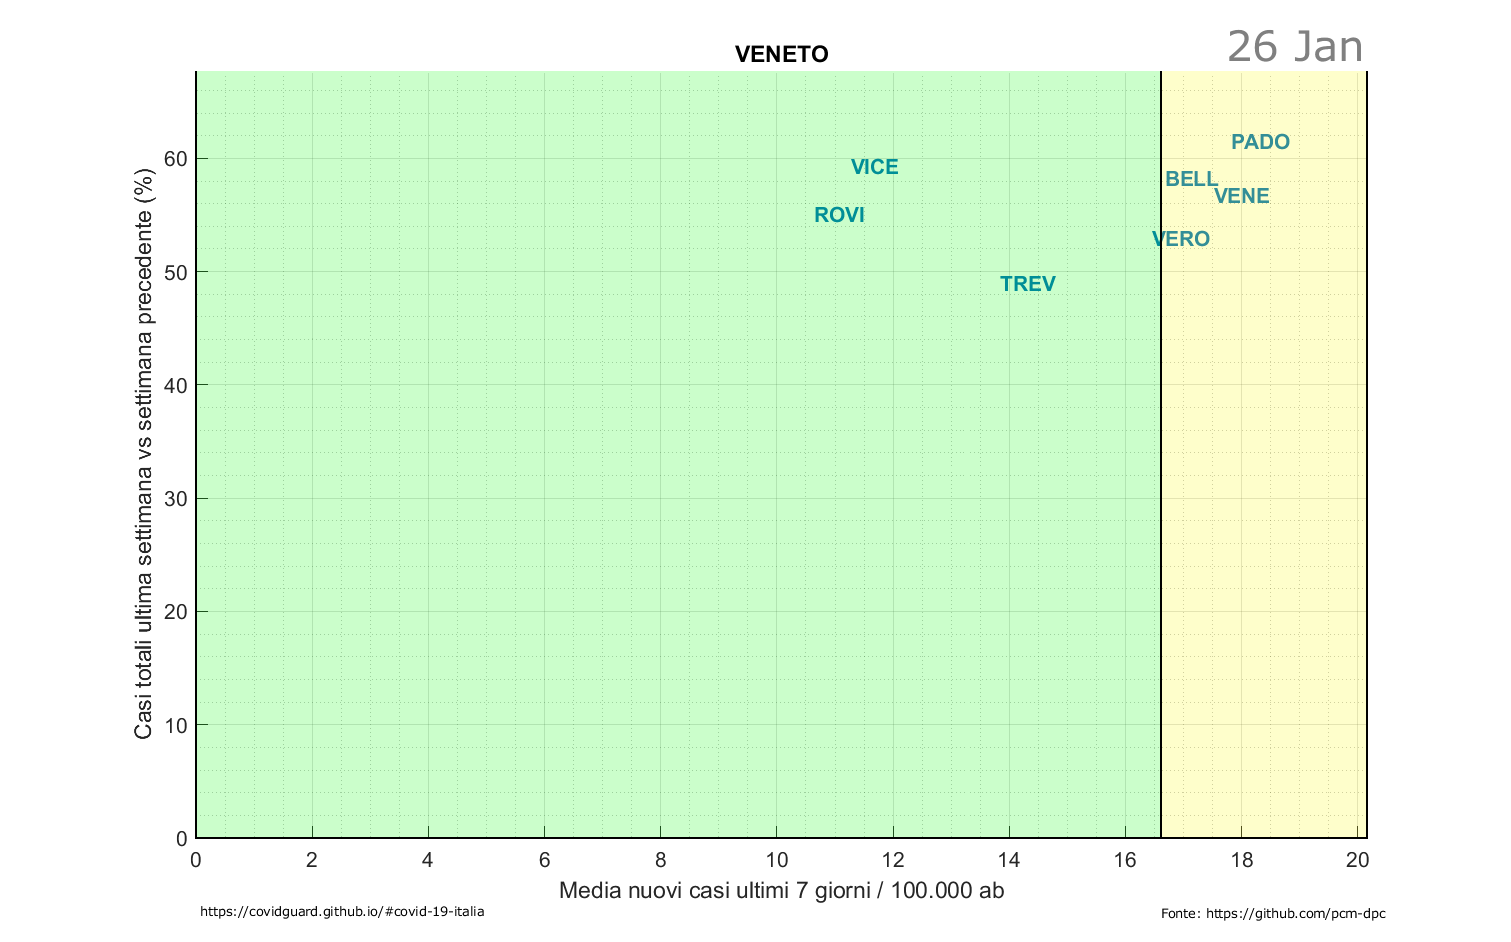 26 Jan
VENETO
Casi totali ultima settimana vs settimana precedente (%)
60
50
40
30
20
10
0
PADO
VICE
BELL
VENE
ROVI
VERO
TREV
0 2 4 6 8 10 12 14 16 18 20
Media nuovi casi ultimi 7 giorni / 100.000 ab
https://covidguard.github.io/#covid-19-italia
Fonte: https://github.com/pcm-dpc